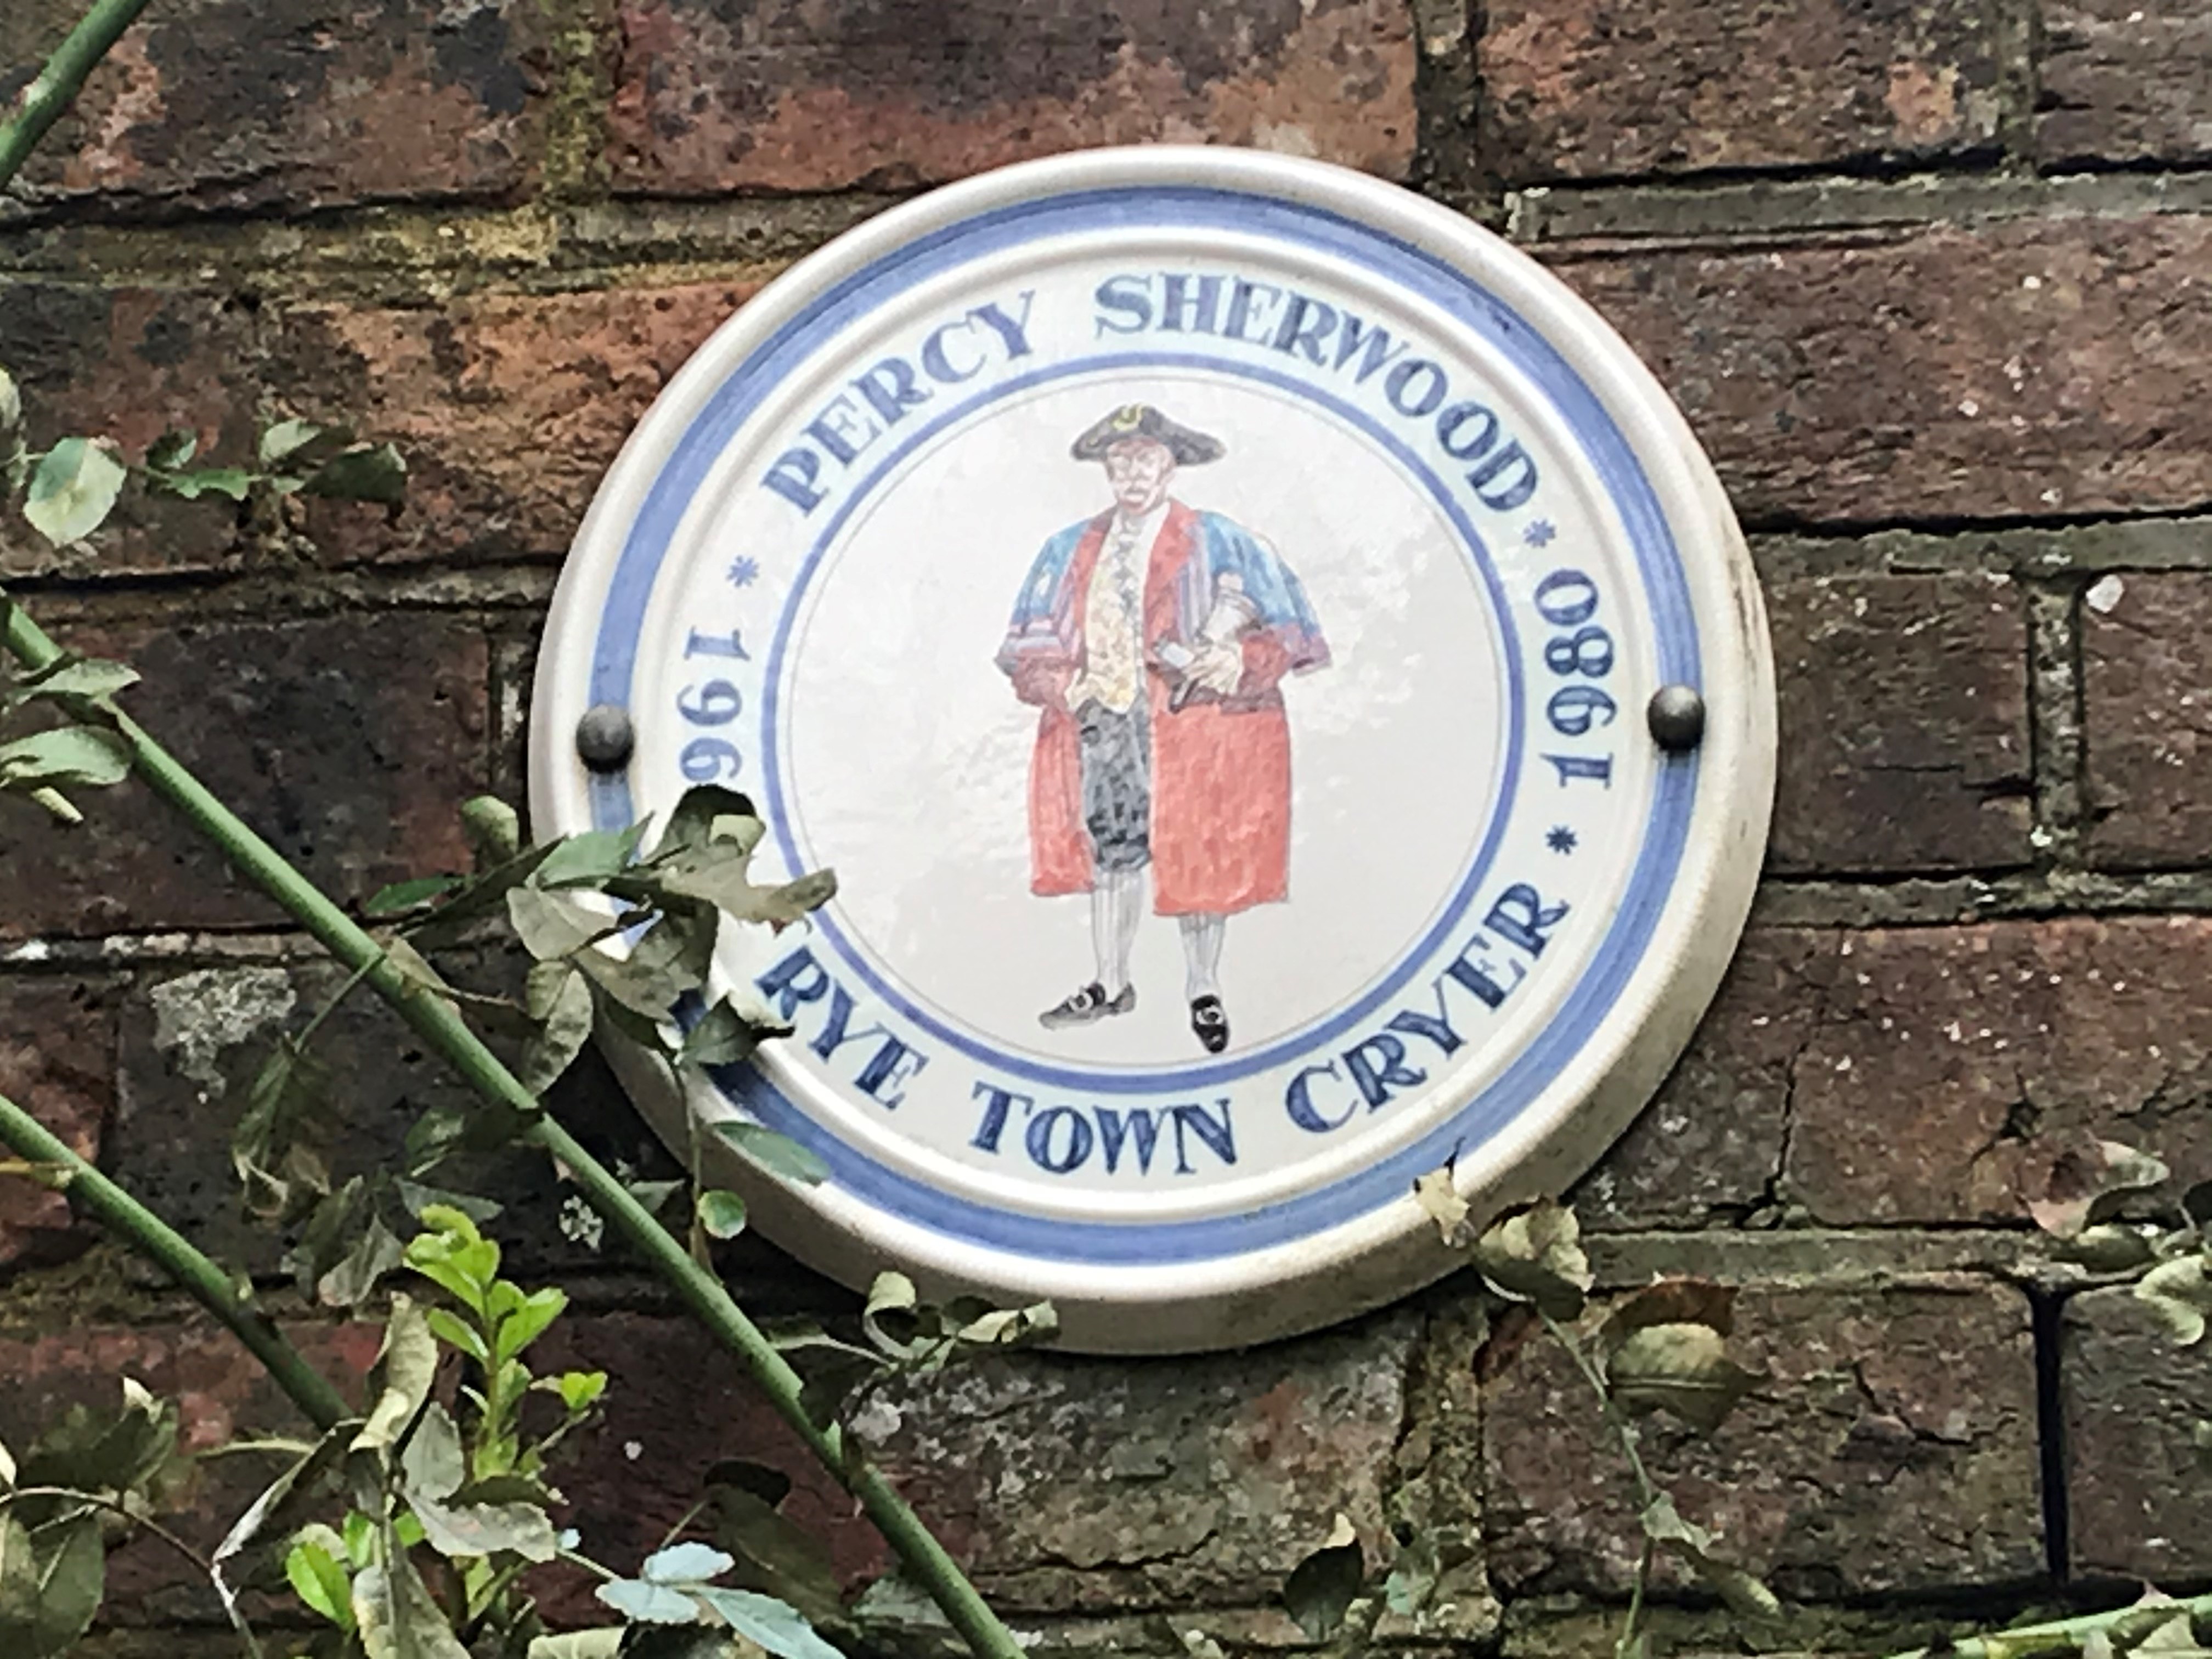 PERCY SHERWOOD
1980
RYE TOWN CRYER